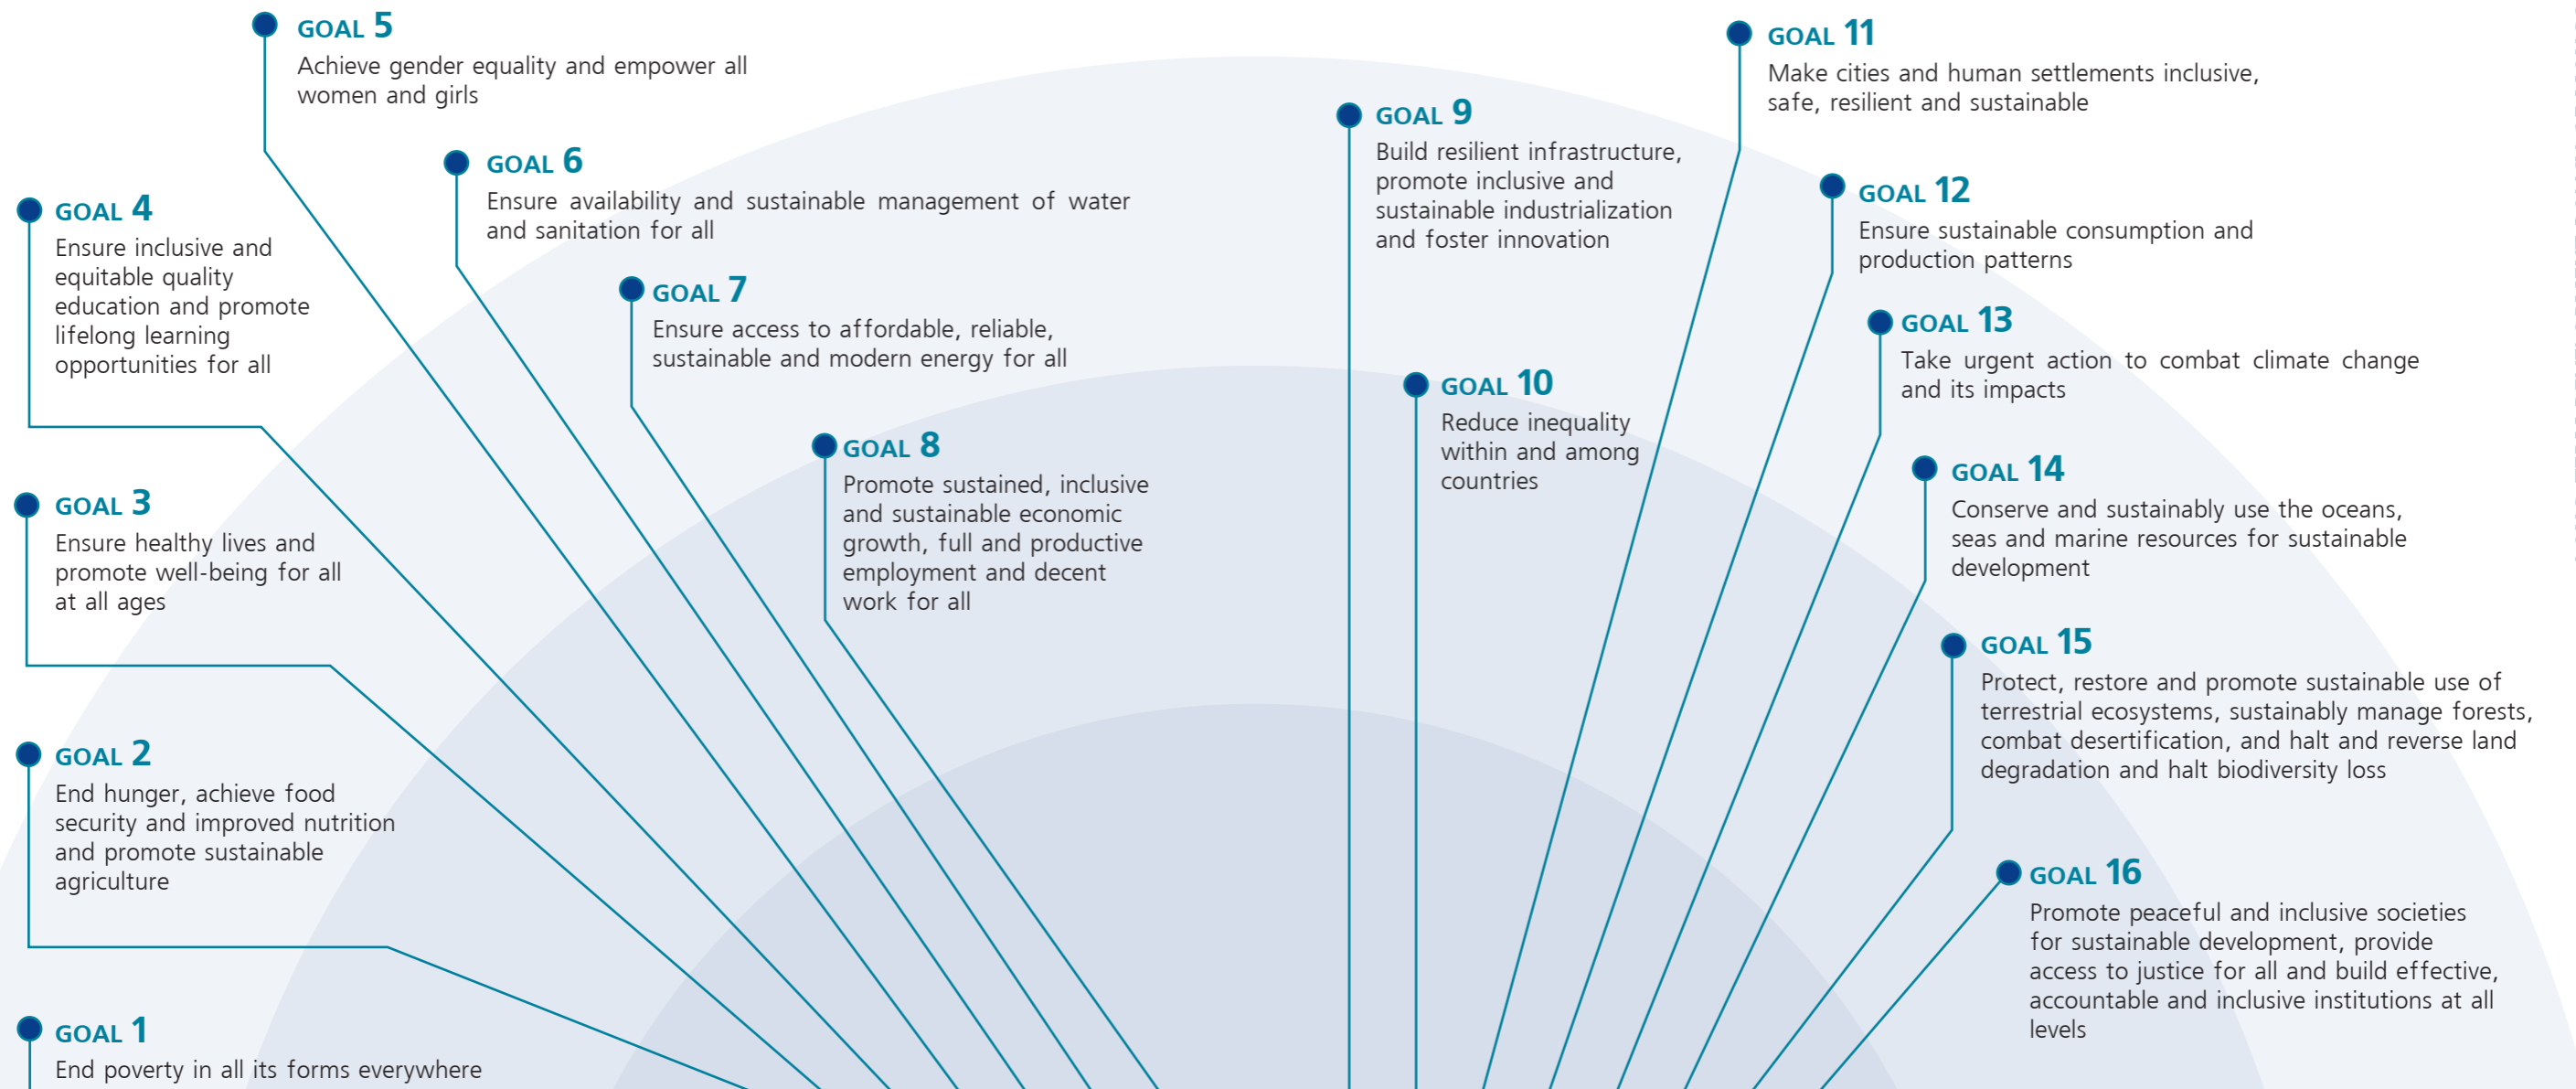 GOAL 5
Achieve gender equality and empower all
women and girls
GOAL 6
Ensure availability and sustainable management of water
and sanitation for all
GOAL 4
Ensure inclusive and
equitable quality
education and promote
lifelong learning
opportunities for all
GOAL 7
Ensure access to affordable, reliable,
sustainable and modern energy for all
GOAL 8
Promote sustained, inclusive
and sustainable economic
growth, full and productive
employment and decent
work for all
GOAL 3
Ensure healthy lives and
promote well-being for all
at all ages
GOAL 2
End hunger, achieve food
security and improved nutrition
and promote sustainable
agriculture
GOAL 1
End poverty in all its forms everywhere
GOAL 9
Build resilient infrastructure,
promote inclusive and
sustainable industrialization
and foster innovation
GOAL 10
Reduce inequality
within and among
countries
GOAL 11
Make cities and human settlements inclusive,
safe, resilient and sustainable
GOAL 12
Ensure sustainable consumption and
production patterns
GOAL 13
Take urgent action to combat climate change
and its impacts
GOAL 14
Conserve and sustainably use the oceans,
seas and marine resources for sustainable
development
GOAL 15
Protect, restore and promote sustainable use of
terrestrial ecosystems, sustainably manage forests,
combat desertification, and halt and reverse land
degradation and halt biodiversity loss
GOAL 16
Promote peaceful and inclusive societies
for sustainable development, provide
access to justice for all and build effective,
accountable and inclusive institutions at all
levels